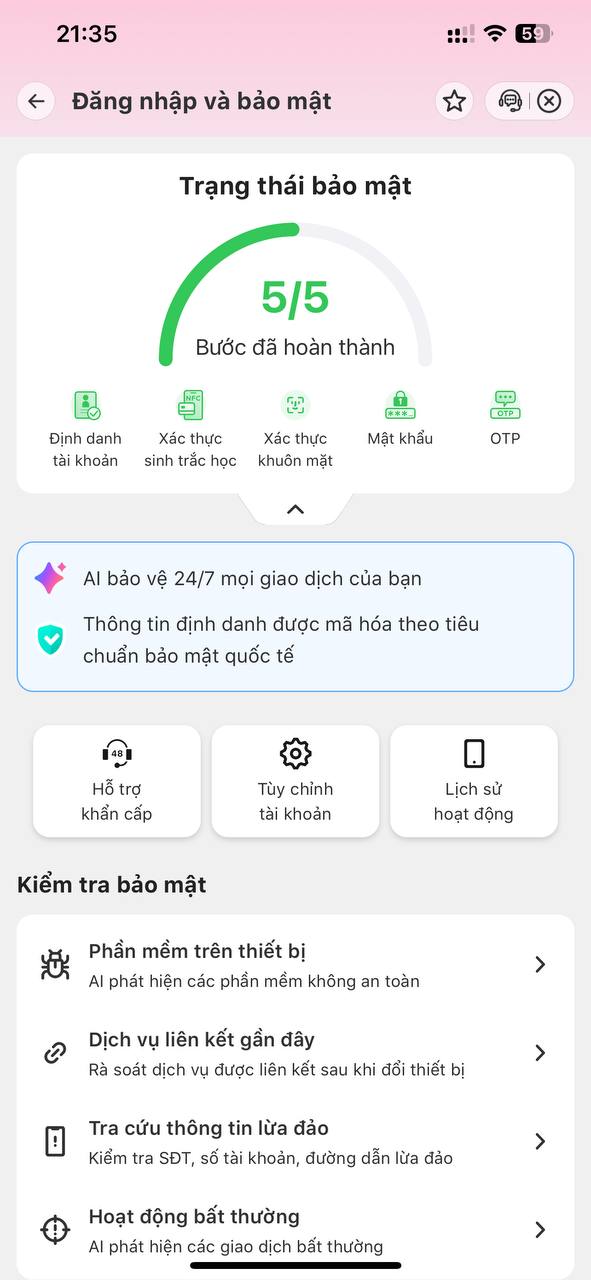 21:35
59
Đăng nhập và bảo mật
Trạng thái bảo mật
5/5
Bước đã hoàn thành
NFC
***..
OTP
Định danh
tài khoản
Xác thực
sinh trắc học
Xác thực
khuôn mặt
Mật khẩu
OTP
AI bảo vệ 24/7 mọi giao dịch của bạn
Thông tin định danh được mã hóa theo tiêu
chuẩn bảo mật quốc tế
48
Hỗ trợ
khẩn cấp
Tùy chỉnh
tài khoản
Lịch sử
hoạt động
Kiểm tra bảo mật
Phần mềm trên thiết bị
AI phát hiện các phần mềm không an toàn
Dịch vụ liên kết gần đây
Rà soát dịch vụ được liên kết sau khi đổi thiết bị
Tra cứu thông tin lừa đảo
Kiểm tra SĐT, số tài khoản, đường dẫn lừa đảo
Hoạt động bất thường
AI phát hiện các giao dịch bất thường